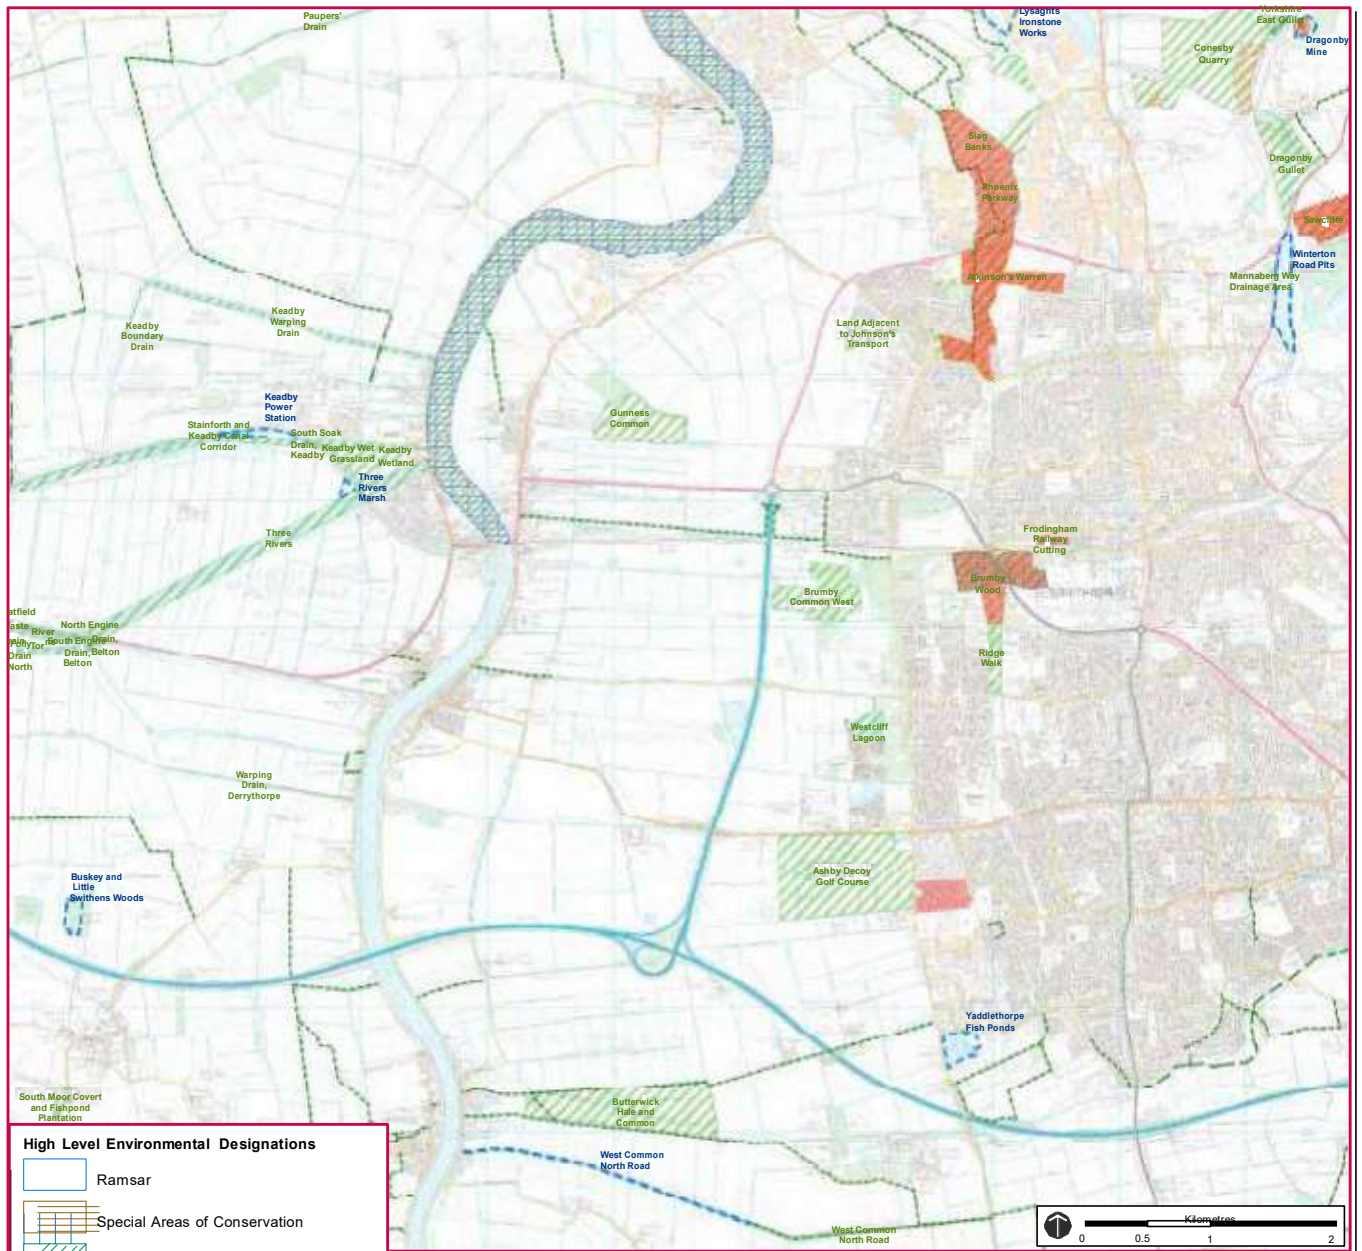 Paupers'
Drain
Lysaghts
Ironstone
Works
Yorkshire
East Gullet
Dragonby
Mine
Conesby
Quarry
Slag
Banks
Dragonby
Gullet
Phoenix
Parkway
Sawcliffe
Winterton
Road Pits
Atkinson's Warren
Mannaberg Way
Drainage Area
Keadby
Warping
Drain
Keadby
Boundary
Drain
Land Adjacent
to Johnson's
Transport
Keadby
Power
Station
Gunness
Common
Stainforth and
Keadby Canal
Corridor
South Soak
Drain,
Keadby
Keadby Wet
Grassland
Keadby
Wetland
Three
Rivers
Marsh
Three
Rivers
Frodingham
Railway
Cutting
Brumby
Wood
Brumby
Common West
Ridge
Walk
atfield
aste
River
Drain
North
North Engine
Drain,
Belton
South Engine
Drain,
Belton
Westcliff
Lagoon
Warping
Drain,
Derrythorpe
Ashby Decoy
Golf Course
Buskey and
Little
Swithens Woods
Yaddlethorpe
Fish Ponds
South Moor Covert
and Fishpond
Plantation
Butterwick
Hale and
Common
West Common
North Road
West Common
North Road
High Level Environmental Designations
Ramsar
Special Areas of Conservation
Kilometres
0 0.5 1 2